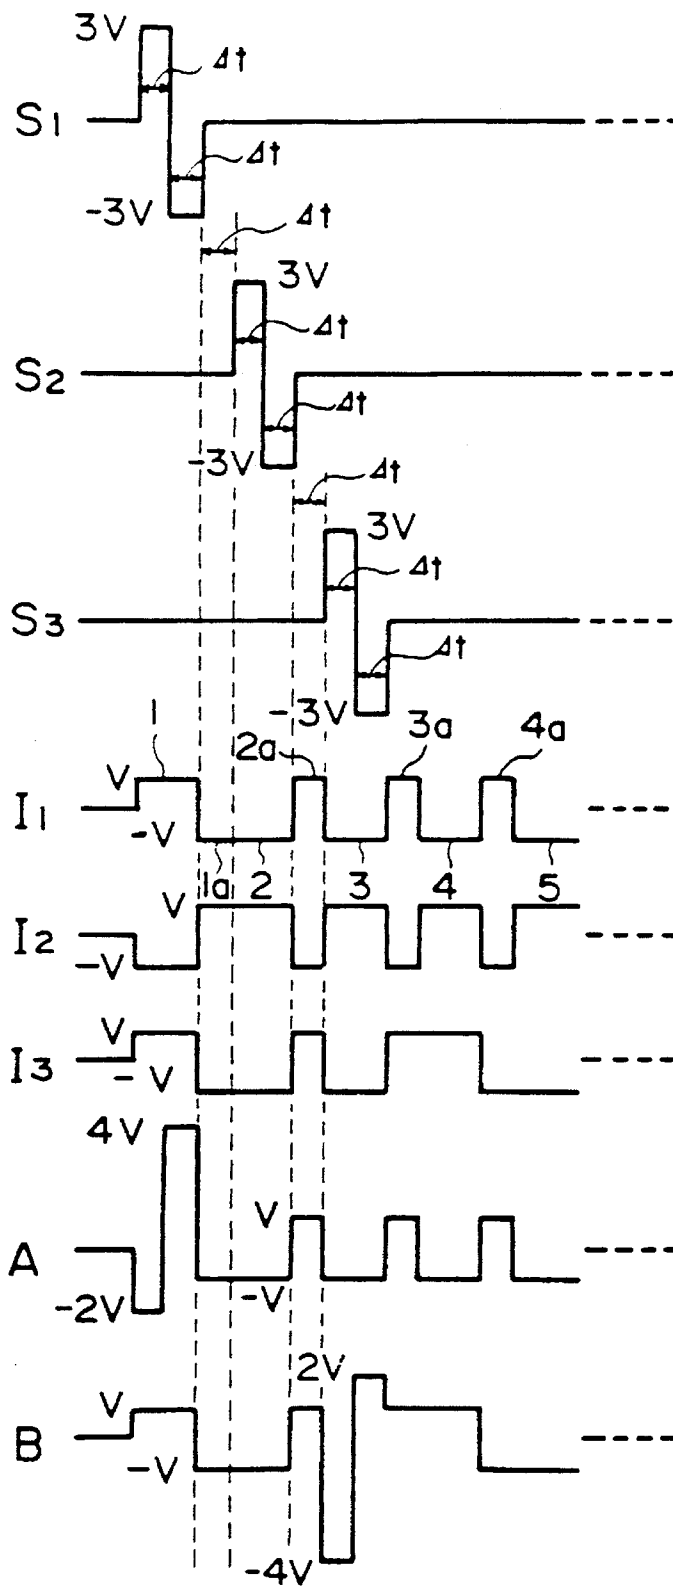 3V
Δt
S1
Δt
-3V
Δt
3V
Δt
S2
Δt
-3V
Δt
3V
Δt
S3
Δt
-3V
1
2a
3a
4a
V
I1
-V
1a 2 3 4 5
V
I2
-V
V
I3
-V
4V
V
A
-V
-2V
2V
V
B
-V
-4V